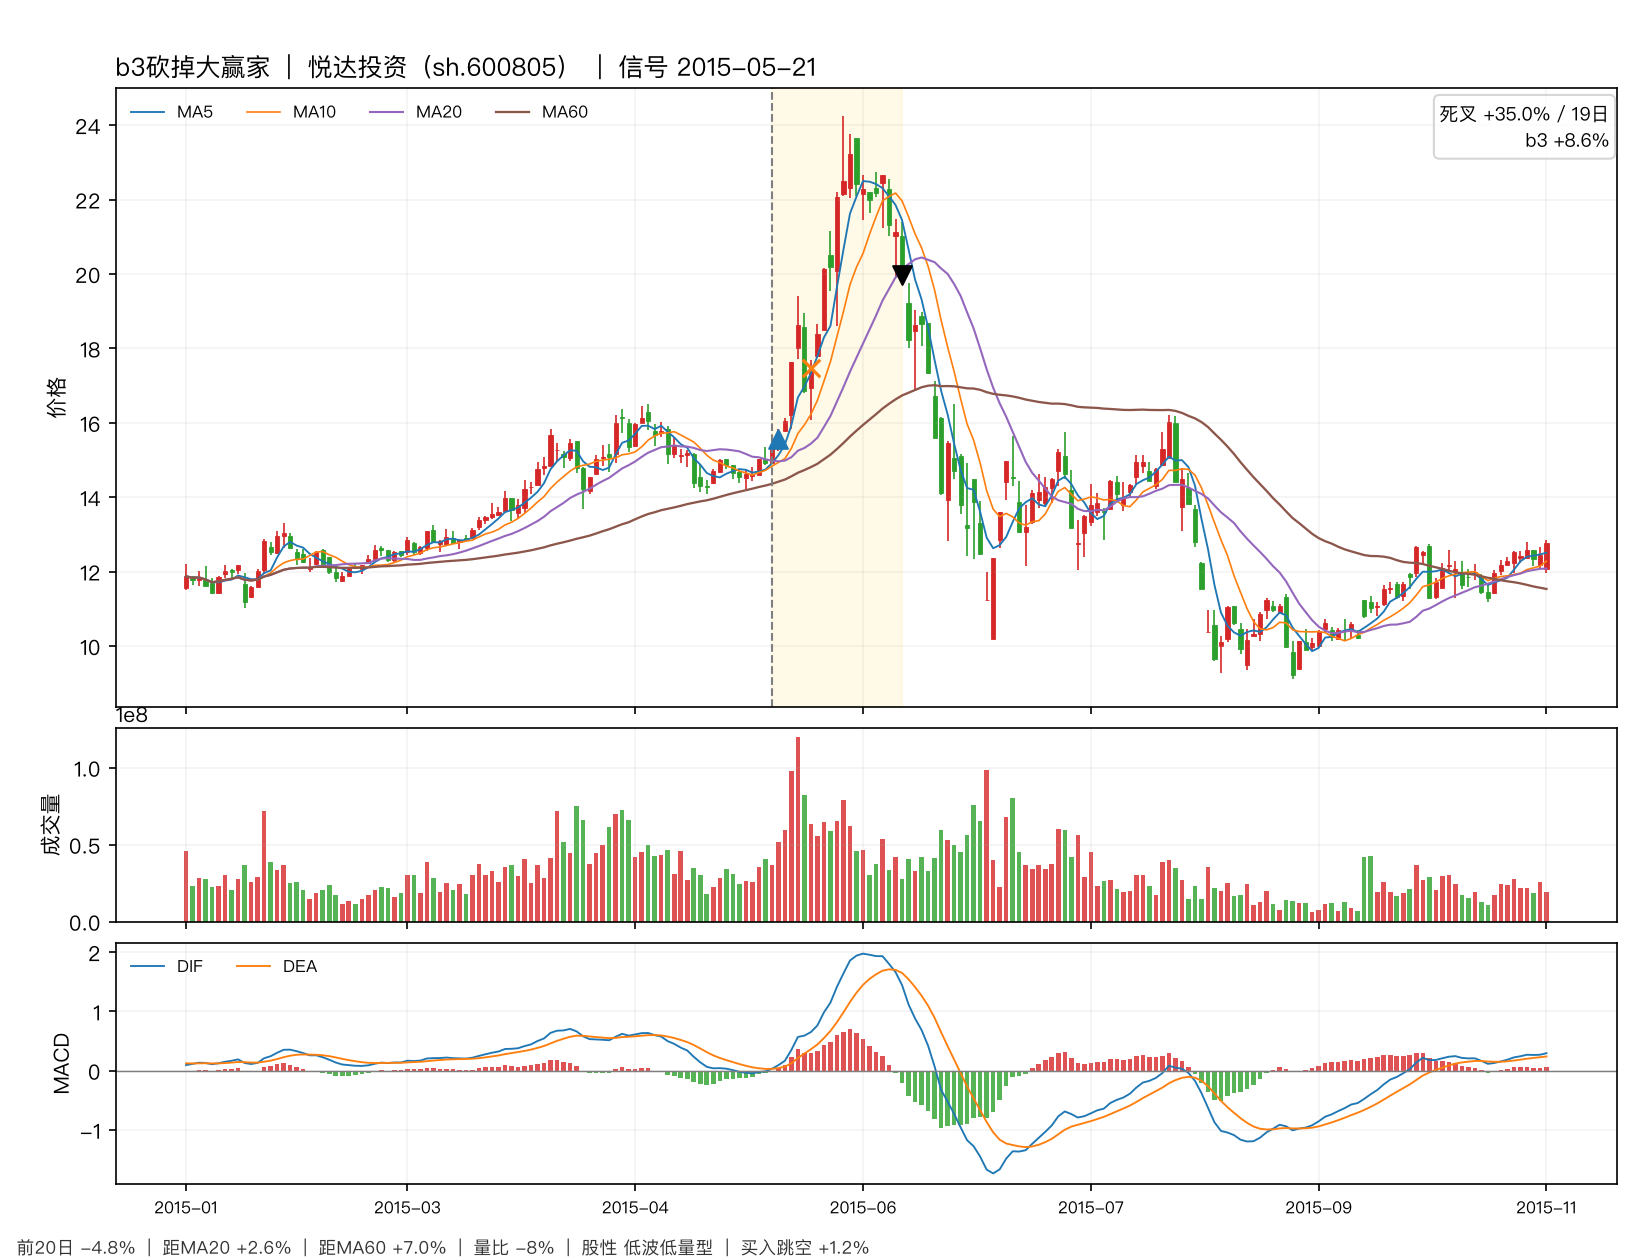 b3砍掉大赢家 | 悦达投资（sh.600805） | 信号 2015-05-21
MA5 MA10 MA20 MA60
死叉 +35.0% / 19日
b3 +8.6%
24
22
20
18
16
14
12
10
价格
1e8
1.0
0.5
0.0
成交量
DIF DEA
2
1
0
−1
MACD
2015-01 2015-03 2015-04 2015-06 2015-07 2015-09 2015-11
前20日 -4.8% | 距MA20 +2.6% | 距MA60 +7.0% | 量比 -8% | 股性 低波低量型 | 买入跳空 +1.2%